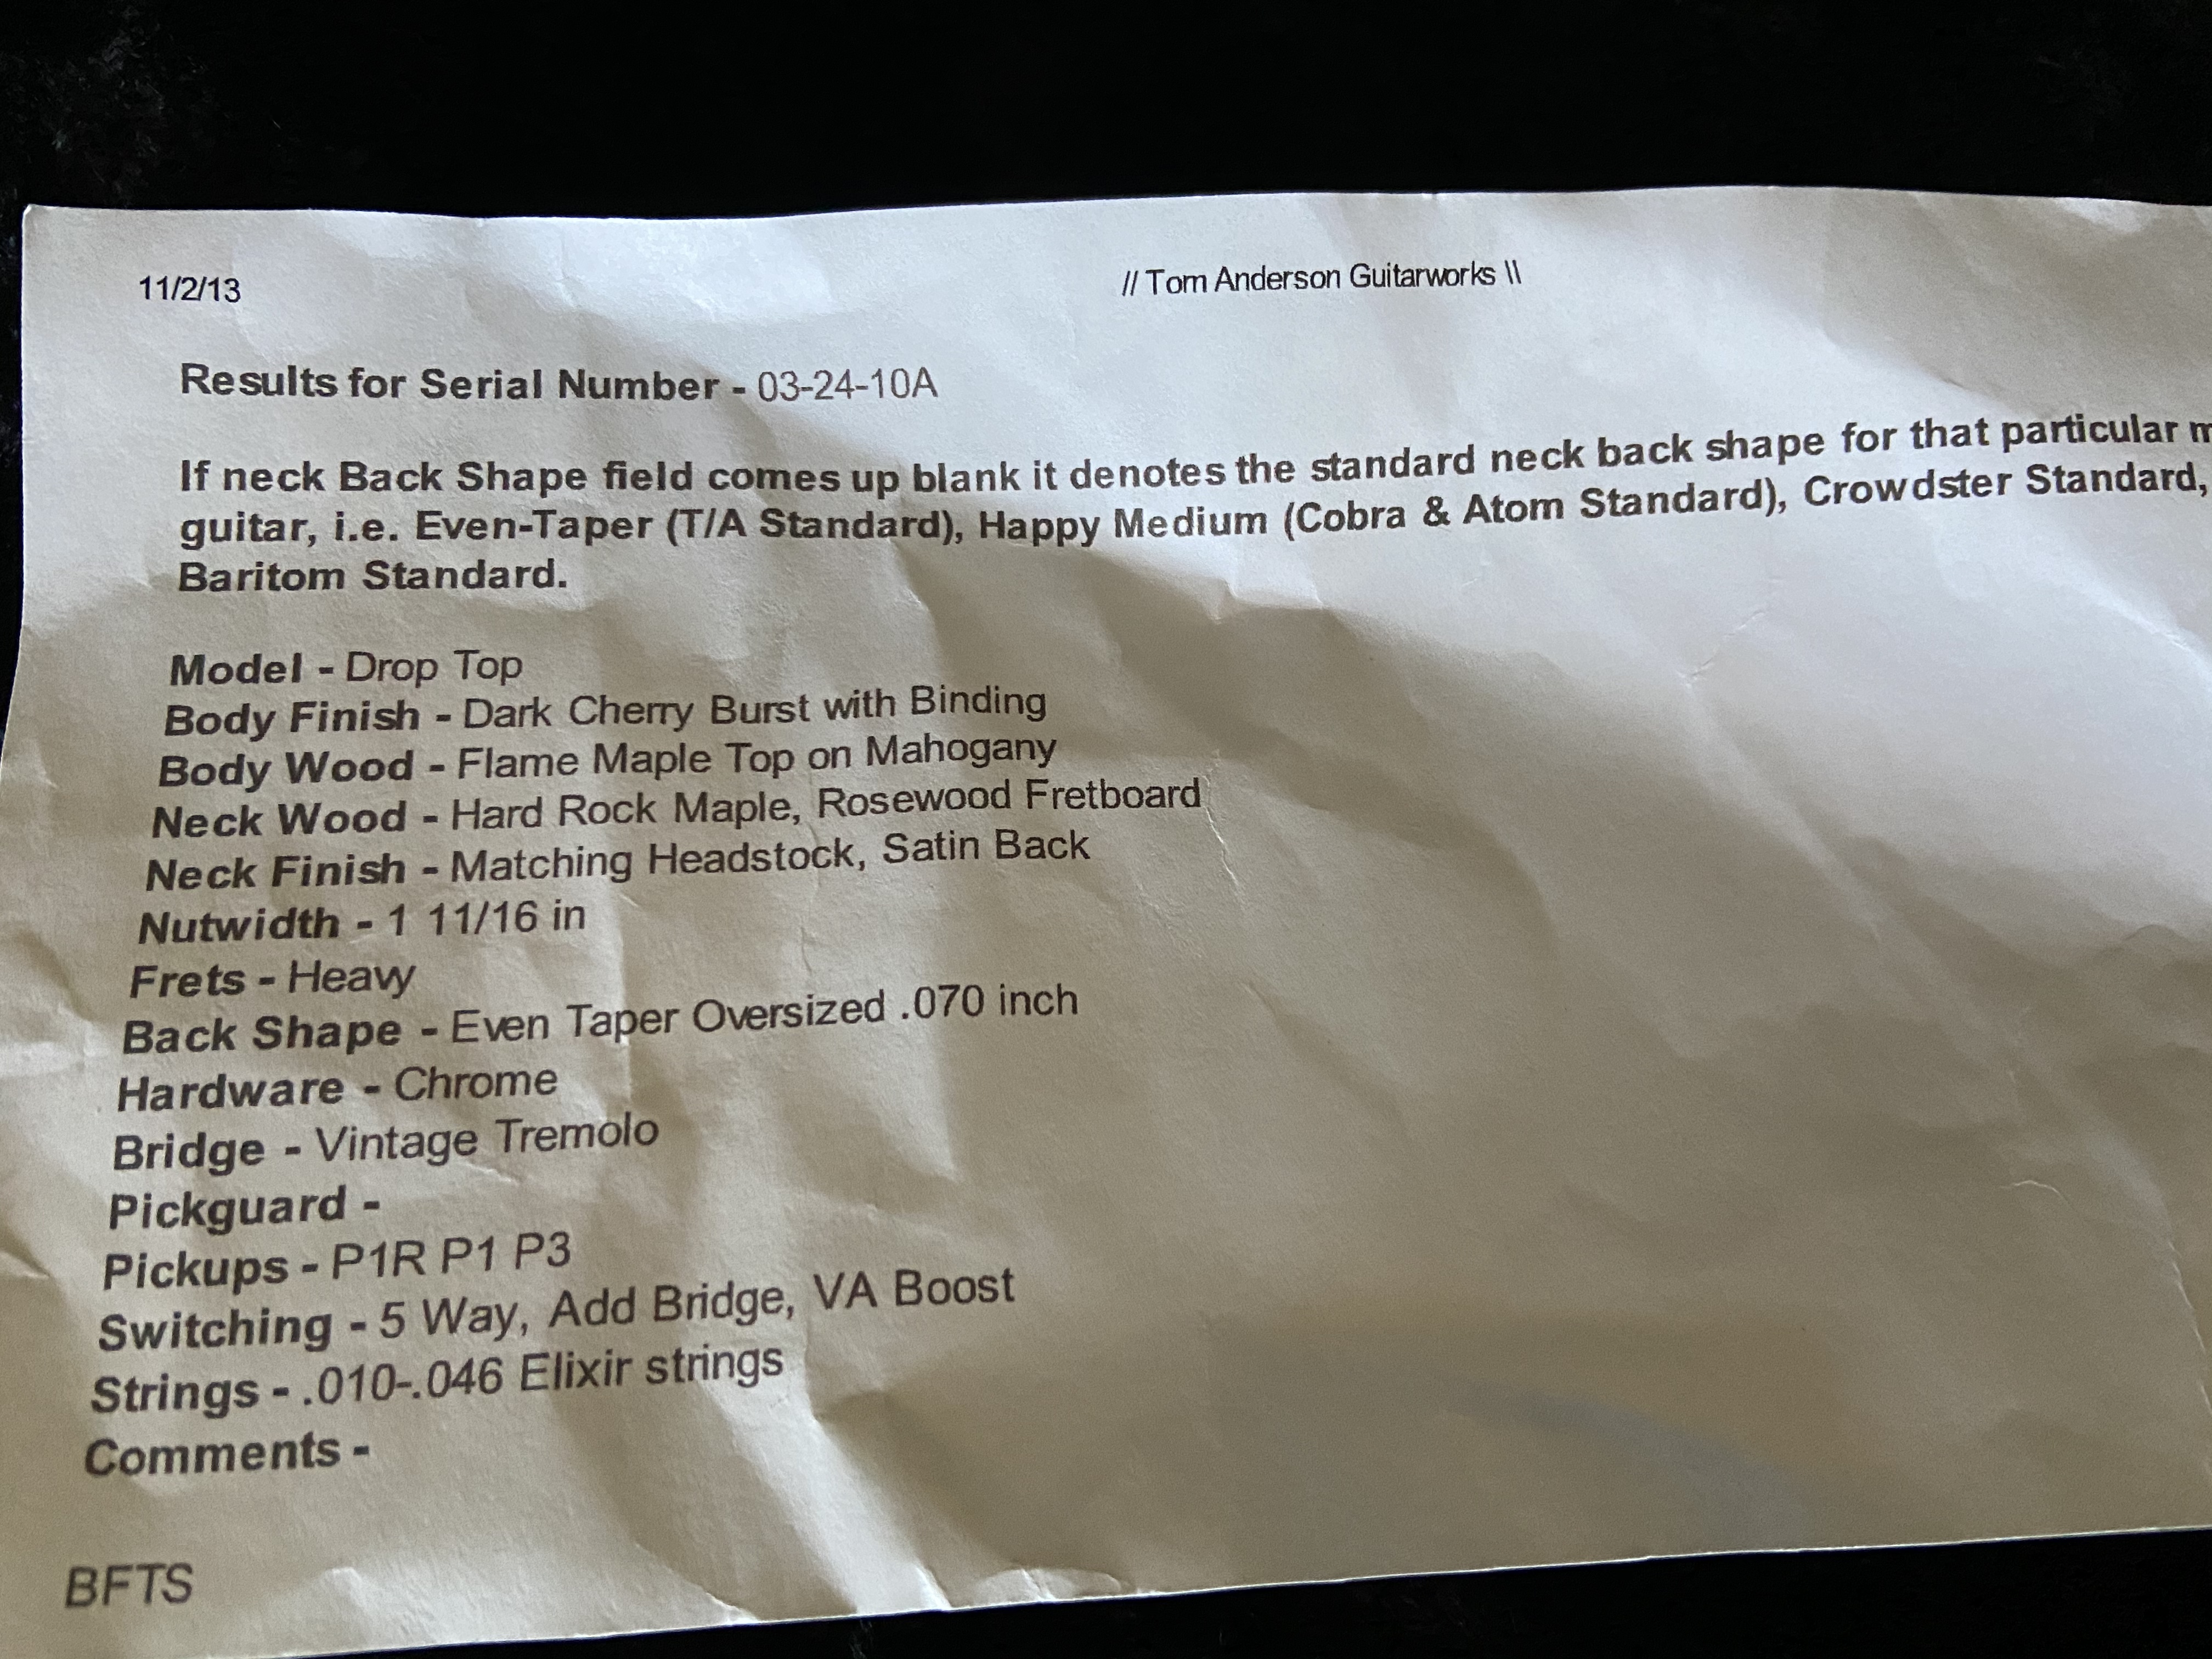 11/2/13
// Tom Anderson Guitarworks \\
Results for Serial Number - 03-24-10A
If neck Back Shape field comes up blank it denotes the standard neck back shape for that particular
guitar, i.e. Even-Taper (T/A Standard), Happy Medium (Cobra & Atom Standard), Crowdster Standard,
Baritom Standard.
Model - Drop Top
Body Finish - Dark Cherry Burst with Binding
Body Wood - Flame Maple Top on Mahogany
Neck Wood - Hard Rock Maple, Rosewood Fretboard
Neck Finish - Matching Headstock, Satin Back
Nutwidth - 1 11/16 in
Frets - Heavy
Back Shape - Even Taper Oversized .070 inch
Hardware - Chrome
Bridge - Vintage Tremolo
Pickguard -
Pickups - P1R P1 P3
Switching - 5 Way, Add Bridge, VA Boost
Strings - .010-.046 Elixir strings
Comments -
BFTS